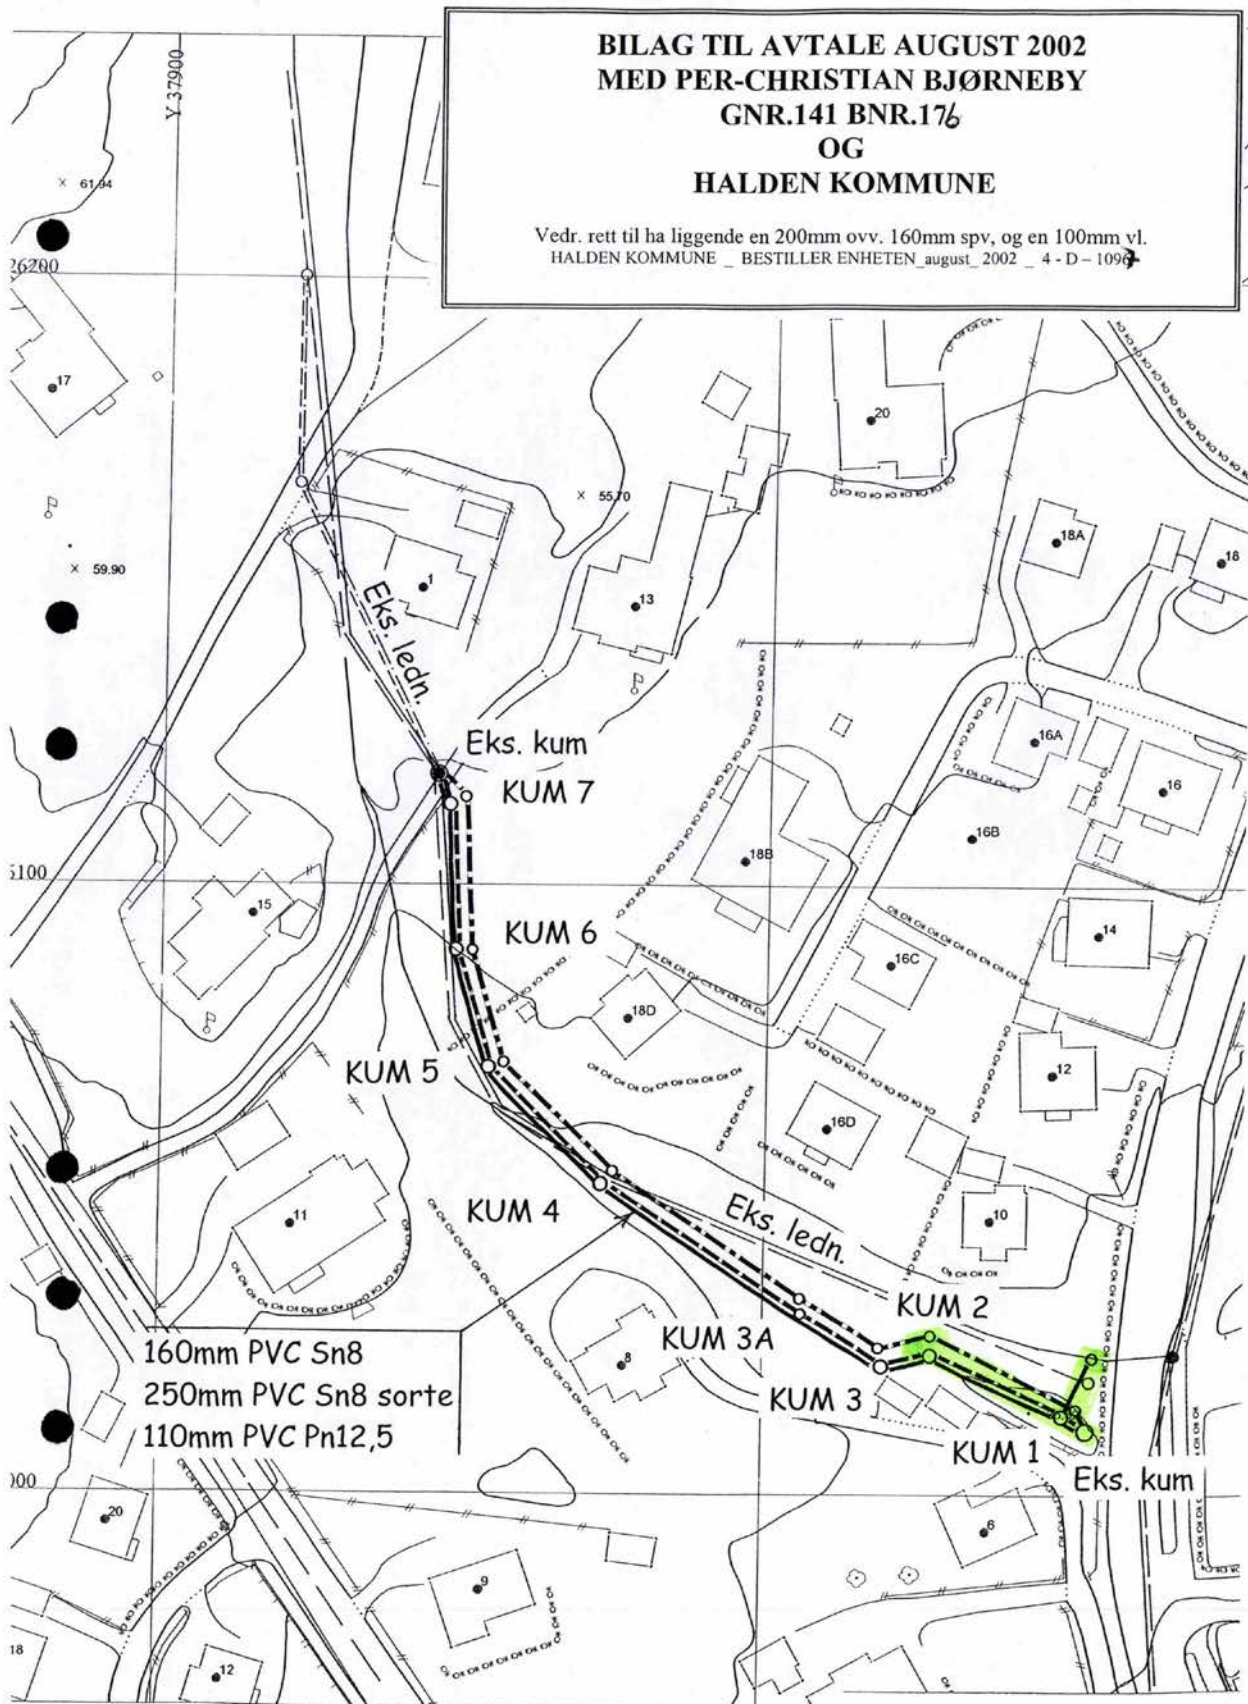 BILAG TIL AVTALE AUGUST 2002
MED PER-CHRISTIAN BJØRNEBY
GNR.141 BNR.176
OG
HALDEN KOMMUNE
Vedr. rett til ha liggende en 200mm ovv. 160mm spv, og en 100mm vl.
HALDEN KOMMUNE _ BESTILLER ENHETEN_august_2002 _ 4 - D – 1097
Y 37900
61.94
26200
17
20
55.70
18A
18
59.90
1
13
Eks. ledn.
Eks. kum
16A
KUM 7
16
16B
18B
15
14
KUM 6
16C
18D
KUM 5
12
16D
11
KUM 4
Eks. ledn.
10
KUM 2
160mm PVC Sn8
KUM 3A
8
250mm PVC Sn8 sorte
KUM 3
110mm PVC Pn12,5
KUM 1
Eks. kum
20
6
9
18
12